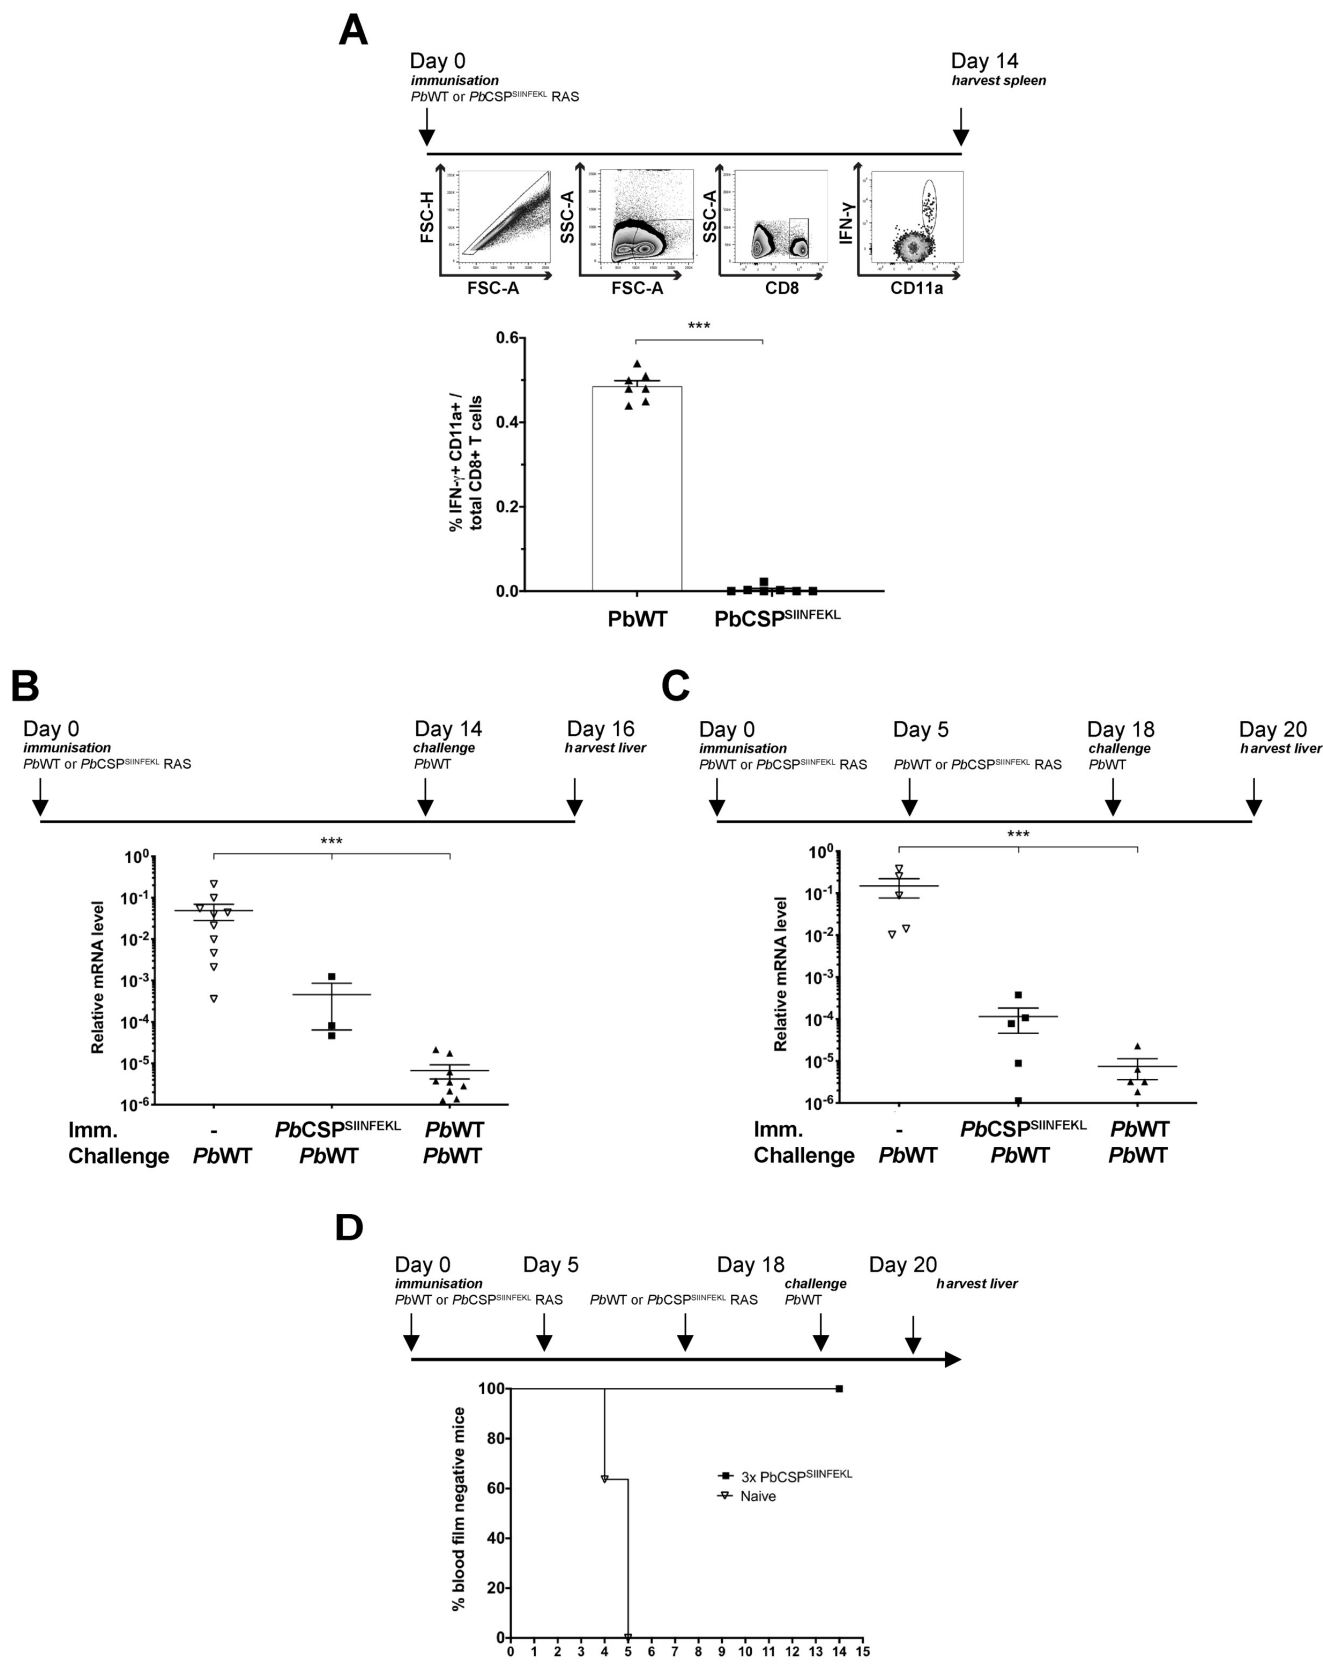 A
Day 0
Day 14
immunisation
harvest spleen
PbWT or PbCSPSIINFEKL RAS
FSC-H
SSC-A
SSC-A
IFN-γ
FSC-A
FSC-A
CD8
CD11a
***
0.6
0.4
0.2
0.0
% IFN-γ+ CD11a+ /
total CD8+ T cells
PbWT
PbCSPSIINFEKL
B
Day 0
Day 14
Day 16
immunisation
challenge
harvest liver
PbWT or PbCSPSIINFEKL RAS
PbWT
***
Relative mRNA level
100
10-1
10-2
10-3
10-4
10-5
10-6
Imm.
-
PbCSPSIINFEKL
PbWT
Challenge
PbWT
PbWT
PbWT
C
Day 0
Day 5
Day 18
Day 20
immunisation
challenge
harvest liver
PbWT or PbCSPSIINFEKL RAS
PbWT or PbCSPSIINFEKL RAS
PbWT
***
Relative mRNA level
100
10-1
10-2
10-3
10-4
10-5
10-6
Imm.
-
PbCSPSIINFEKL
PbWT
Challenge
PbWT
PbWT
PbWT
D
Day 0
Day 5
Day 18
Day 20
immunisation
challenge
harvest liver
PbWT or PbCSPSIINFEKL RAS
PbWT or PbCSPSIINFEKL RAS
PbWT
% blood film negative mice
100
80
60
40
20
0
3x PbCSPSIINFEKL
Naive
0 1 2 3 4 5 6 7 8 9 10 11 12 13 14 15